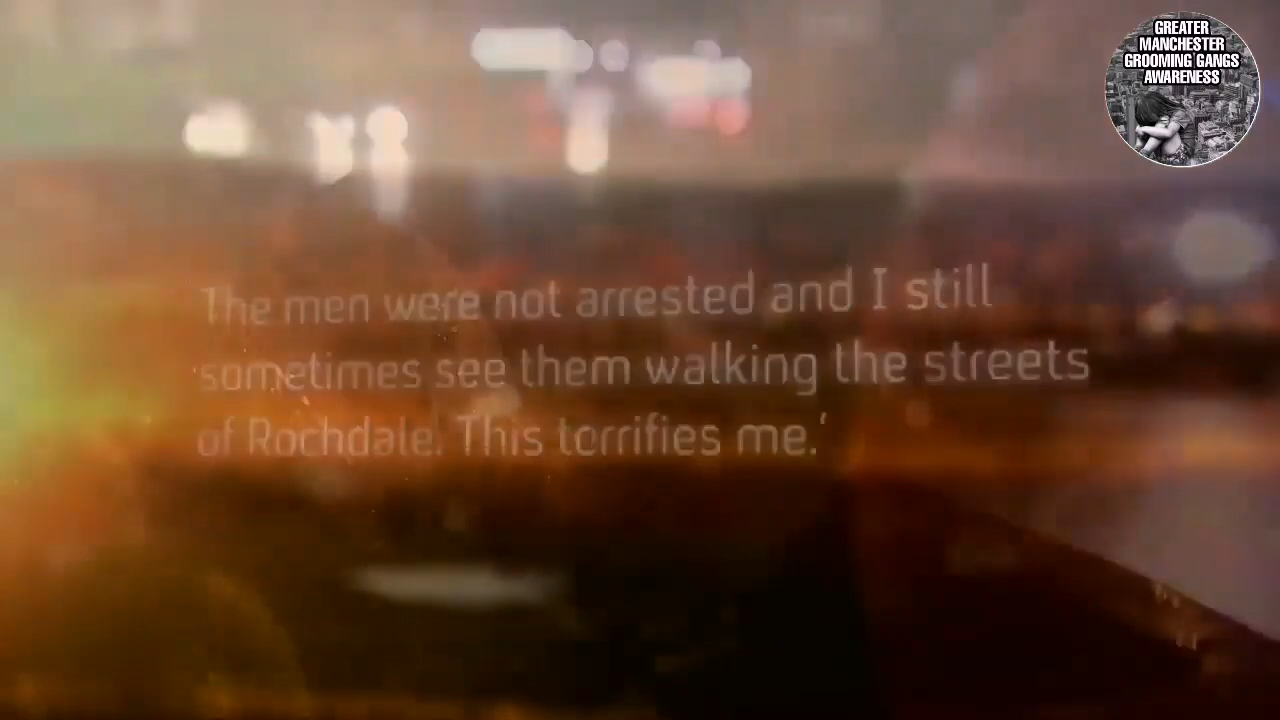 GREATER
MANCHESTER
GROOMING GANGS
AWARENESS
The men were not arrested and I still
sometimes see them walking the streets
of Rochdale. This terrifies me.'